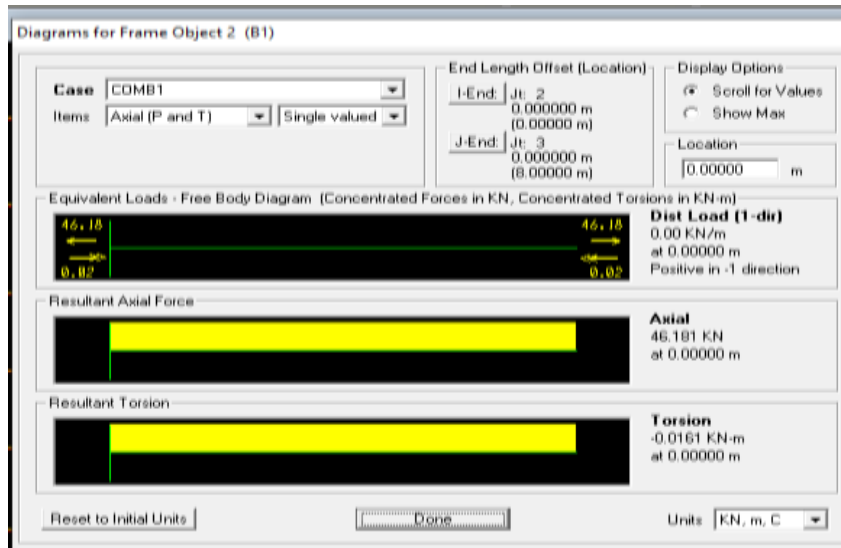 Diagrams for Frame Object 2 (B1)
Case COMB1
Items Axial (P and T) Single valued
End Length Offset (Location)
I-End: Jt: 2
0.000000 m
(0.00000 m)
J-End: Jt: 3
0.000000 m
(8.00000 m)
Display Options
Scroll for Values
Show Max
Location
0.00000 m
Equivalent Loads - Free Body Diagram (Concentrated Forces in KN, Concentrated Torsions in KN-m)
46.18 46.18
0.02 0.02
Dist Load (1-dir)
0.00 KN/m
at 0.00000 m
Positive in -1 direction
Resultant Axial Force
Axial
46.181 KN
at 0.00000 m
Resultant Torsion
Torsion
-0.0161 KN-m
at 0.00000 m
Reset to Initial Units Done Units KN, m, C